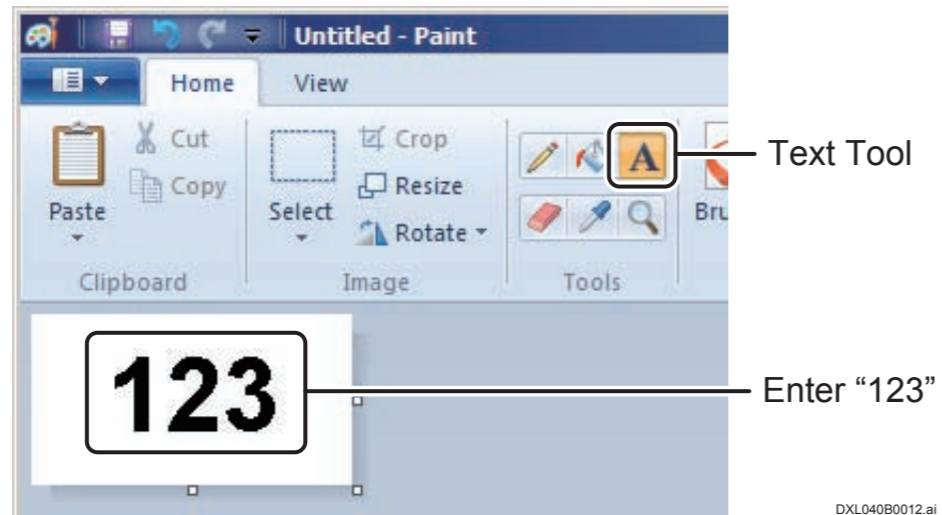 Untitled - Paint
Home View
Cut
Copy
Paste
Clipboard
Select
Crop
Resize
Rotate
Image
A
Tools
Bru
Text Tool
123
Enter “123”
DXL040B0012.ai